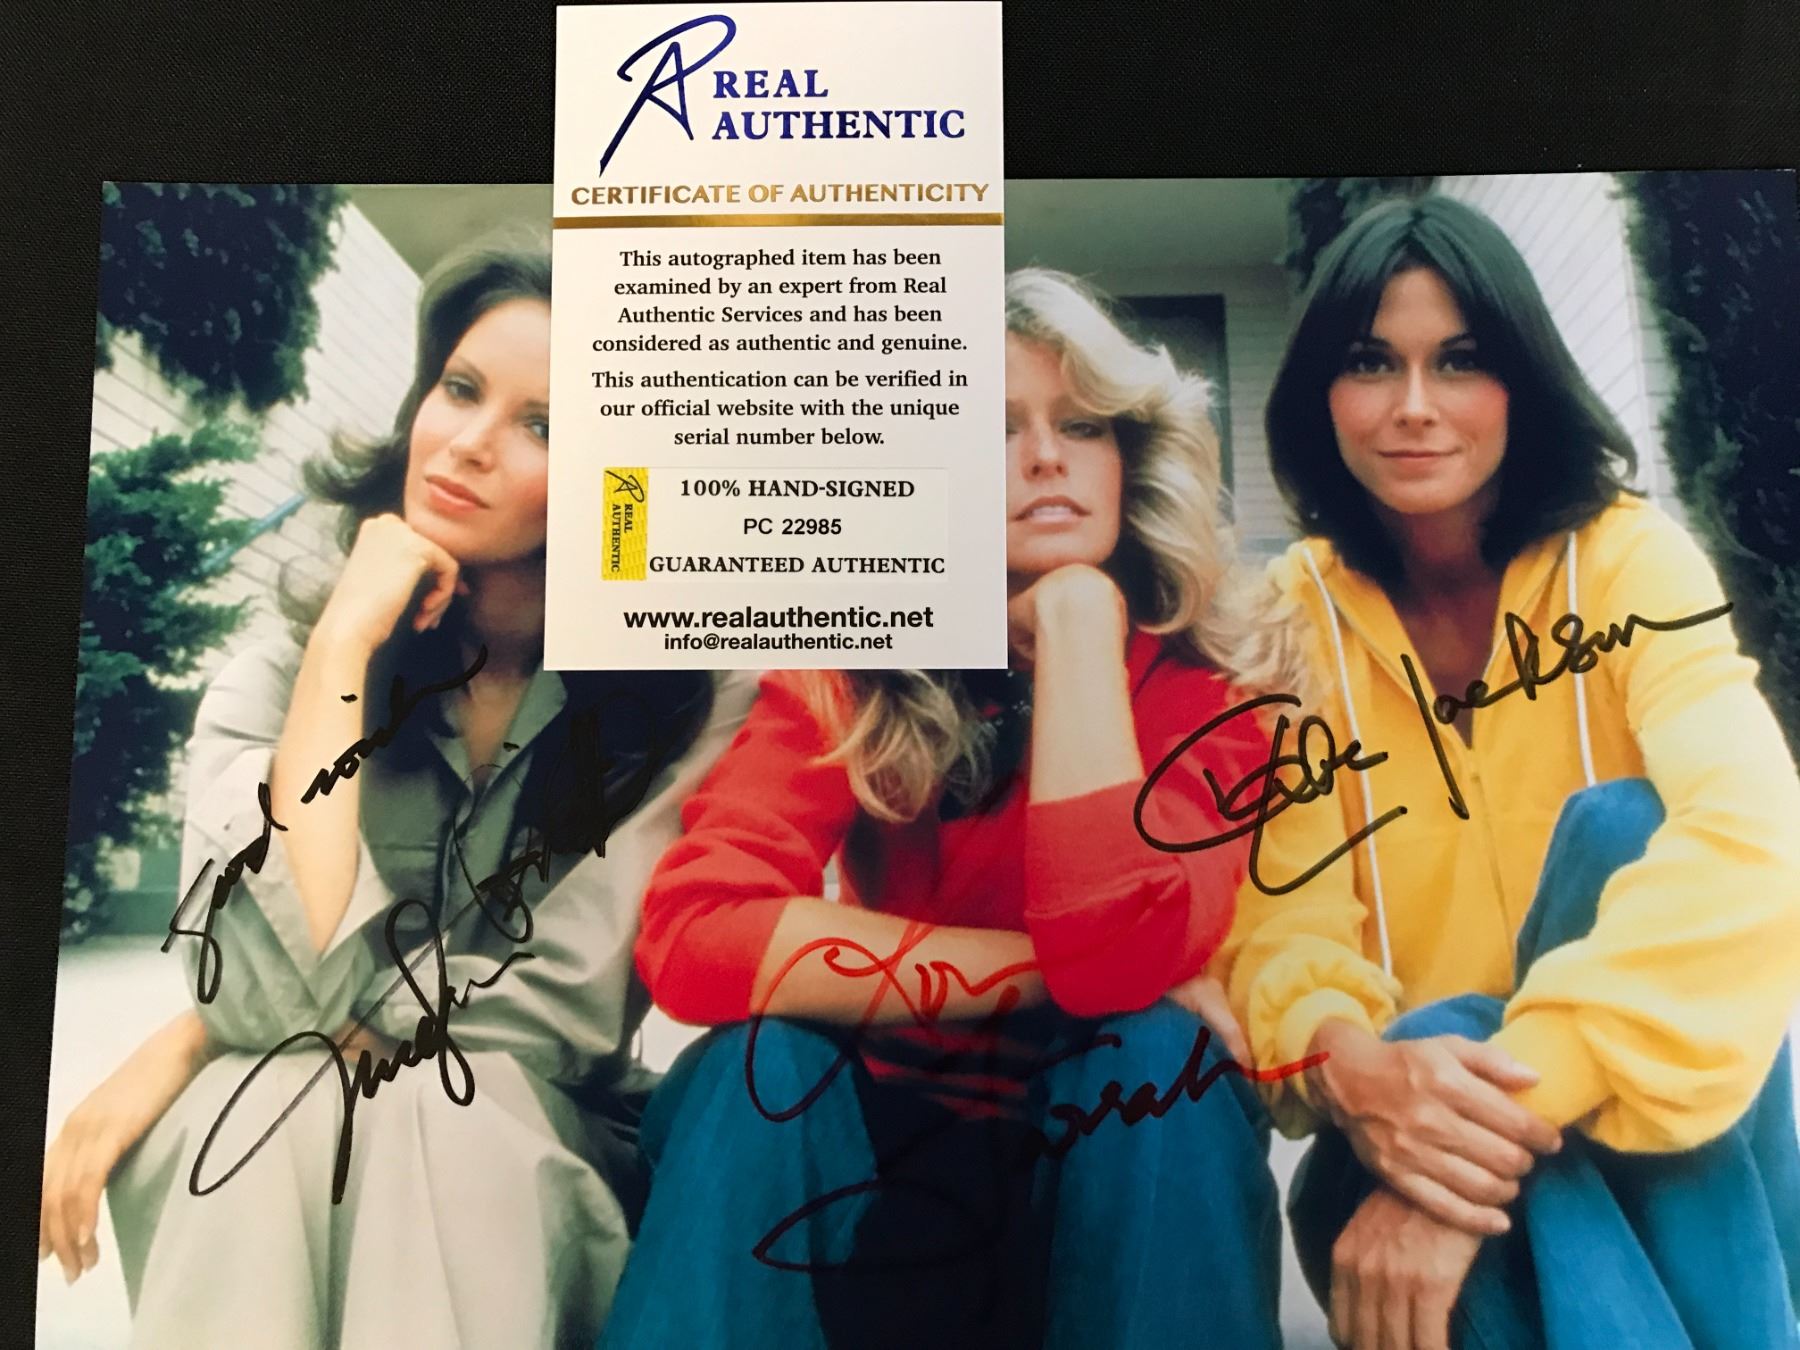 REAL
AUTHENTIC
CERTIFICATE OF AUTHENTICITY
This autographed item has been
examined by an expert from Real
Authentic Services and has been
considered as authentic and genuine.
This authentication can be verified in
our official website with the unique
serial number below.
REAL
AUTHENTIC
100% HAND-SIGNED
PC 22985
GUARANTEED AUTHENTIC
www.realauthentic.net
info@realauthentic.net
Good
Jackson